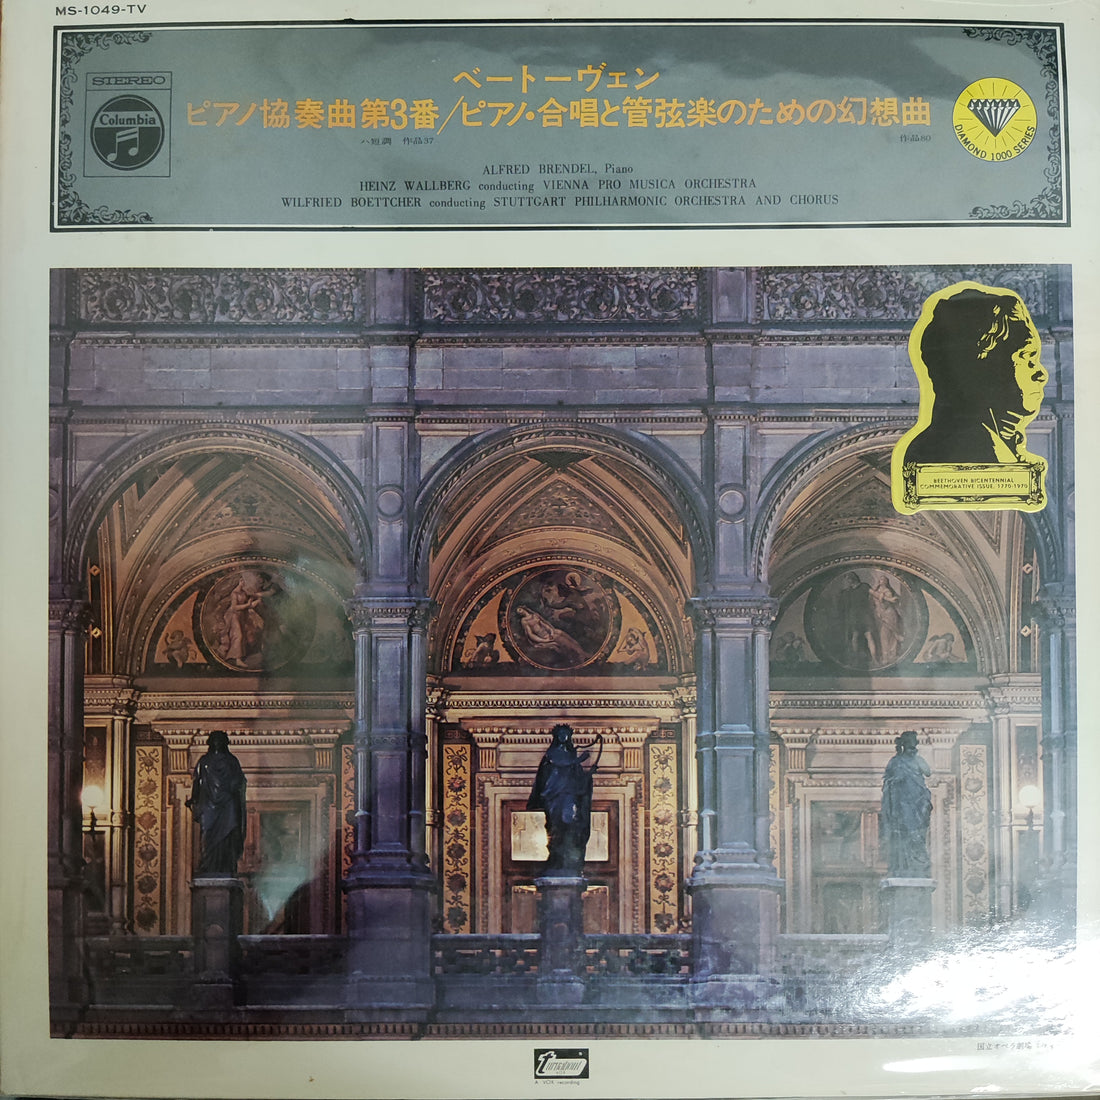 MS-1049-TV
STEREO
Columbia
ベートーヴェン
ピアノ協奏曲第3番/ピアノ・合唱と管弦楽のための幻想曲
ハ短調 作品37 作品80
DIAMOND 1000 SERIES
ALFRED BRENDEL, Piano
HEINZ WALLBERG conducting VIENNA PRO MUSICA ORCHESTRA
WILFRIED BOETTCHER conducting STUTTGART PHILHARMONIC ORCHESTRA AND CHORUS
BEETHOVEN BICENTENNIAL
COMMEMORATIVE ISSUE. 1770-1970
国立オペラ劇場
turnabout
VOX
A VOX recording